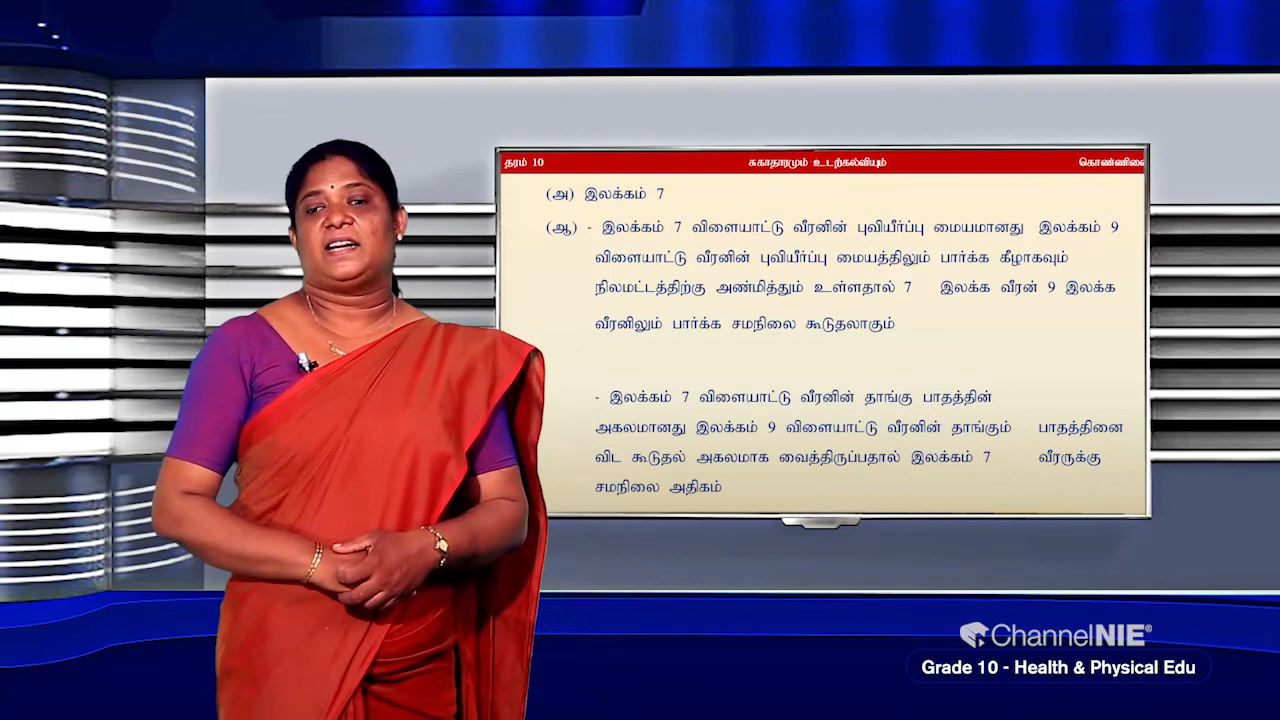 தரம் 10 சுகாதாரமும் உடற்கல்வியும்
(அ) இலக்கம் 7
(ஆ) - இலக்கம் 7 விளையாட்டு வீரனின் புவியீர்ப்பு மையமானது இலக்கம் 9
விளையாட்டு வீரனின் புவியீர்ப்பு மையத்திலும் பார்க்க கீழாகவும்
நிலமட்டத்திற்கு அண்மித்தும் உள்ளதால் 7 இலக்க வீரன் 9 இலக்க
வீரனிலும் பார்க்க சமநிலை கூடுதலாகும்
- இலக்கம் 7 விளையாட்டு வீரனின் தாங்கு பாதத்தின்
அகலமானது இலக்கம் 9 விளையாட்டு வீரனின் தாங்கும் பாதத்தினை
விட கூடுதல் அகலமாக வைத்திருப்பதால் இலக்கம் 7 வீரருக்கு
சமநிலை அதிகம்
ChannelNIE®
Grade 10 - Health & Physical Edu